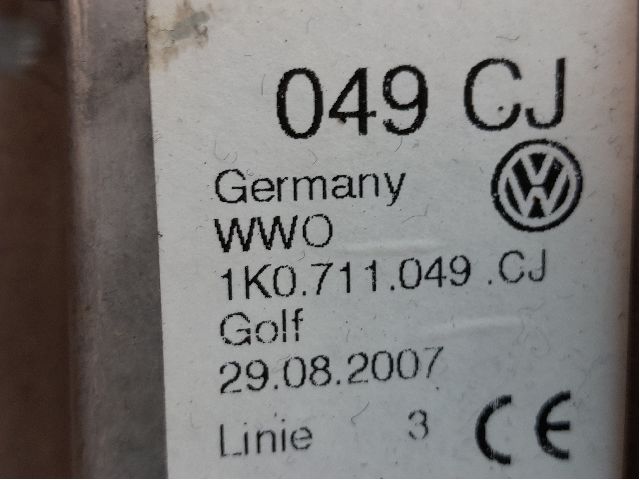 049 CJ
Germany
WWO
1K0.711.049 .CJ
Golf
29.08.2007
Linie 3 CE